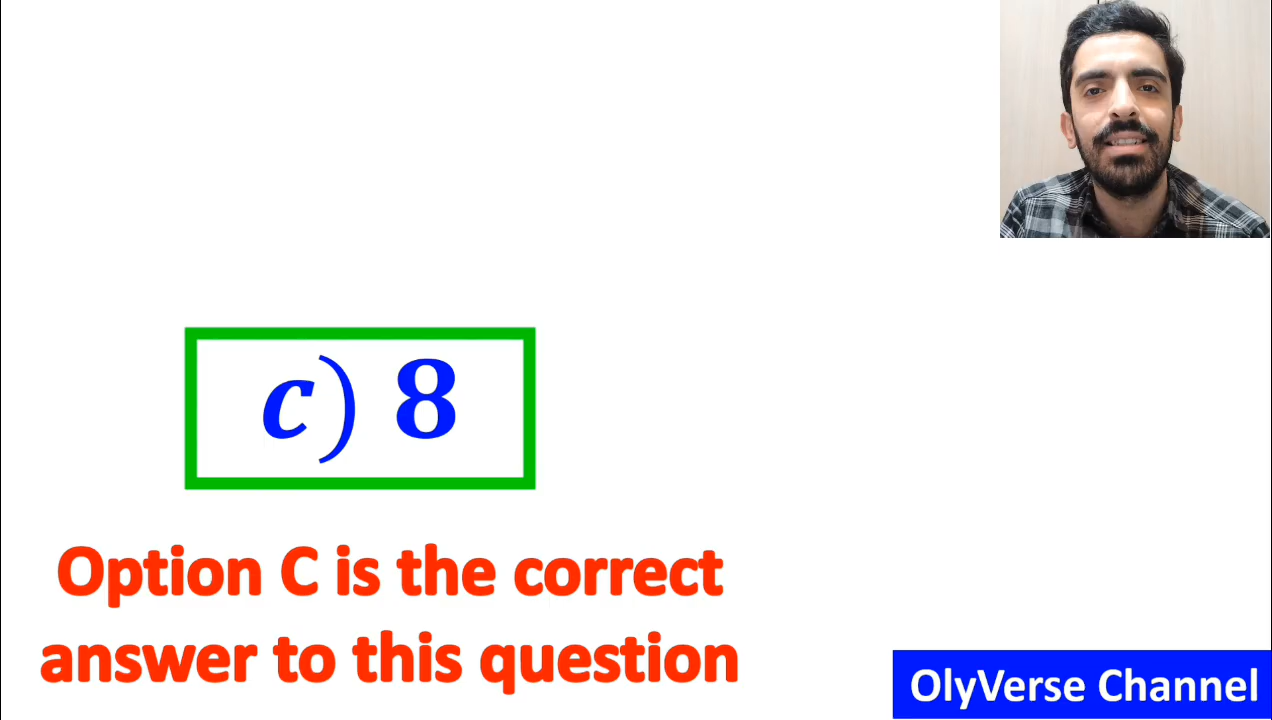 c) 8
Option C is the correct
answer to this question
OlyVerse Channel